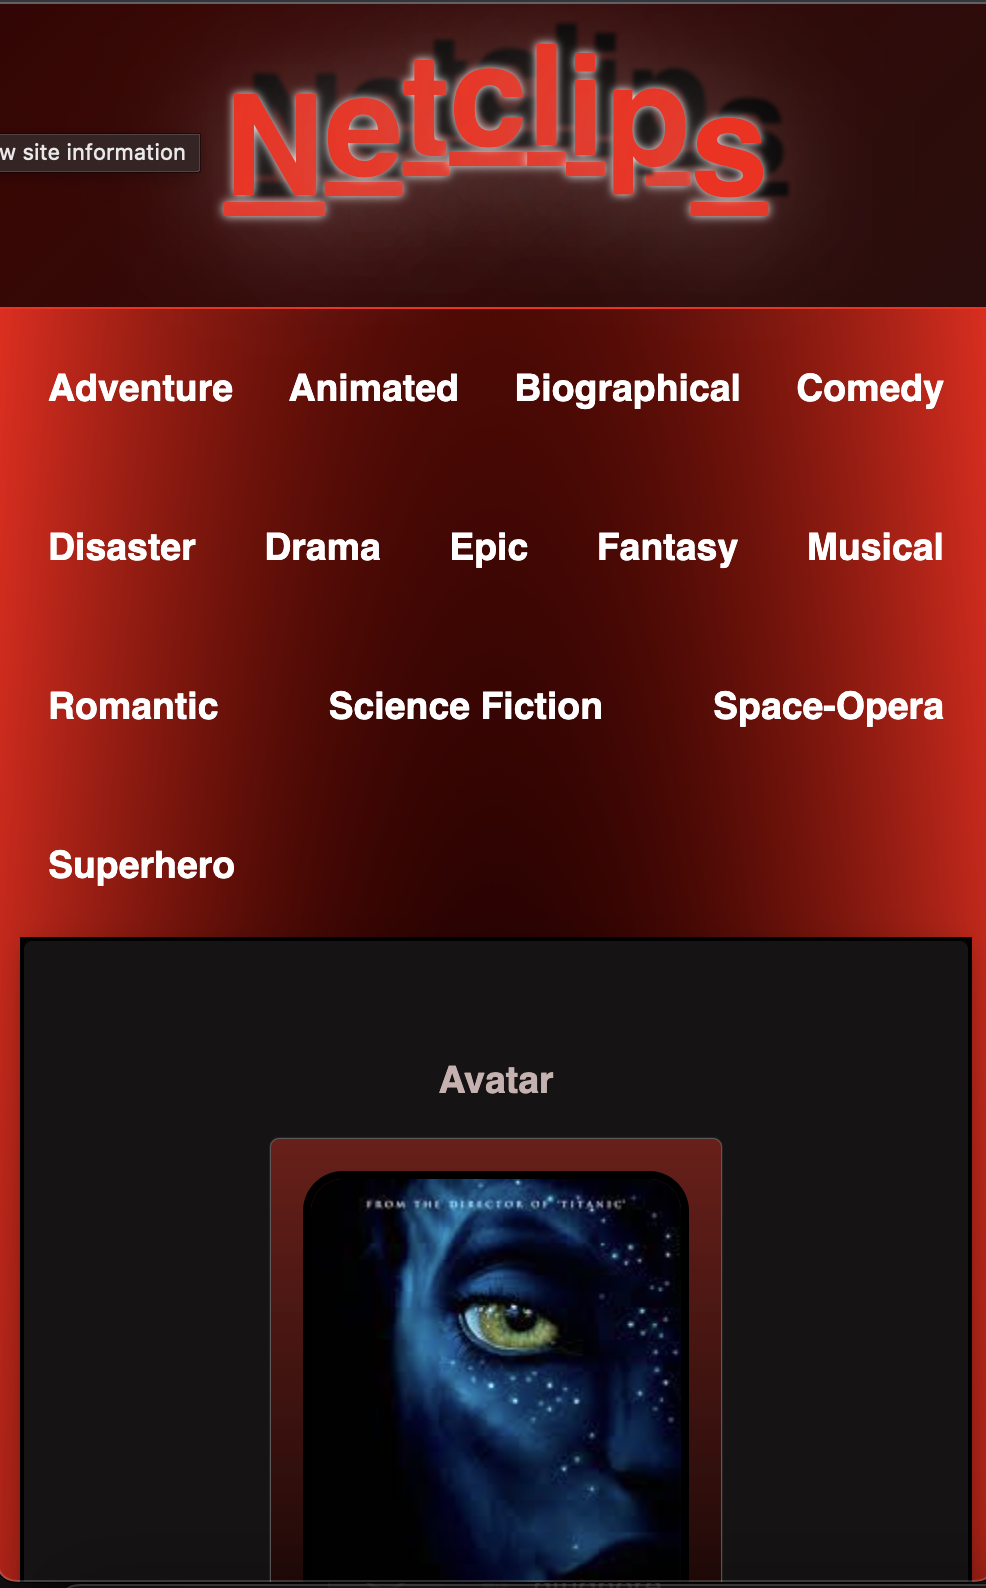 Netclips
w site information
Adventure Animated Biographical Comedy
Disaster Drama Epic Fantasy Musical
Romantic Science Fiction Space-Opera
Superhero
Avatar
FROM THE DIRECTOR OF 'TITANIC'